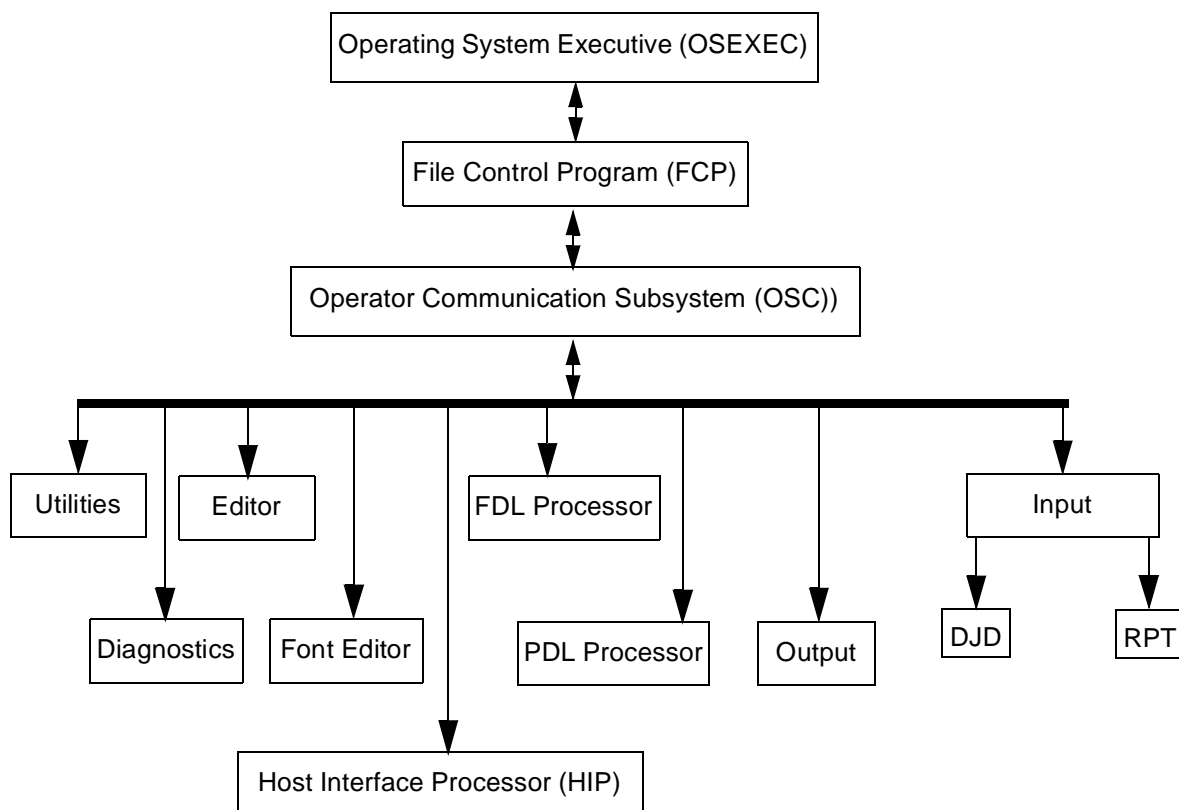 Operating System Executive (OSEXEC)
File Control Program (FCP)
Operator Communication Subsystem (OSC))
Utilities
Editor
FDL Processor
Input
Diagnostics
Font Editor
PDL Processor
Output
DJD
RPT
Host Interface Processor (HIP)